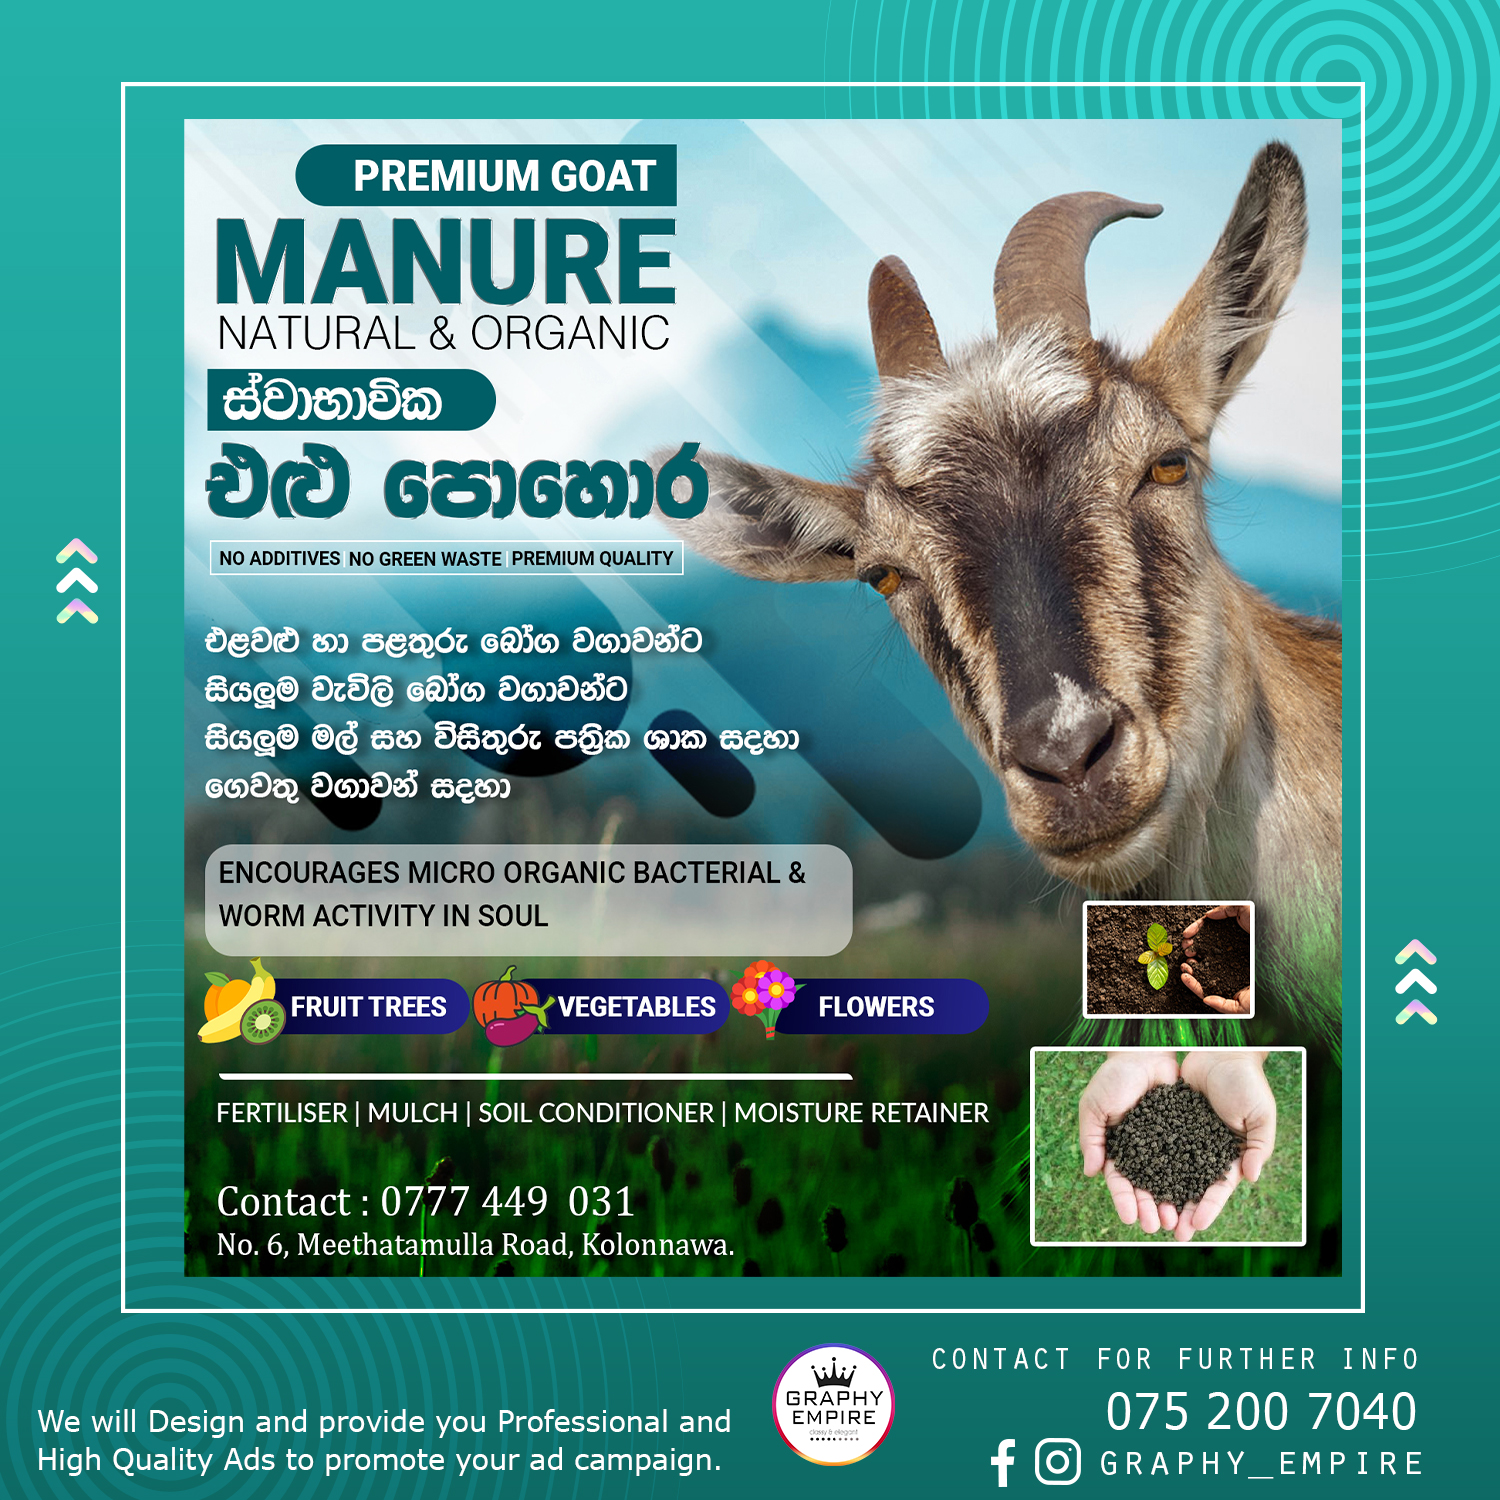 PREMIUM GOAT
MANURE
NATURAL & ORGANIC
ස්වාභාවික
එළු පොහොර
NO ADDITIVES | NO GREEN WASTE | PREMIUM QUALITY
එළවළු හා පළතුරු බෝග වගාවන්ට
සියලූම වැවිලි බෝග වගාවන්ට
සියලූම මල් සහ විසිතුරු පත්‍රික ශාක සදහා
ගෙවතු වගාවන් සදහා
ENCOURAGES MICRO ORGANIC BACTERIAL &
WORM ACTIVITY IN SOUL
FRUIT TREES VEGETABLES FLOWERS
FERTILISER | MULCH | SOIL CONDITIONER | MOISTURE RETAINER
Contact : 0777 449 031
No. 6, Meethatamulla Road, Kolonnawa.
We will Design and provide you Professional and
High Quality Ads to promote your ad campaign.
GRAPHY
EMPIRE
classy & elegant
CONTACT FOR FURTHER INFO
075 200 7040
GRAPHY_EMPIRE